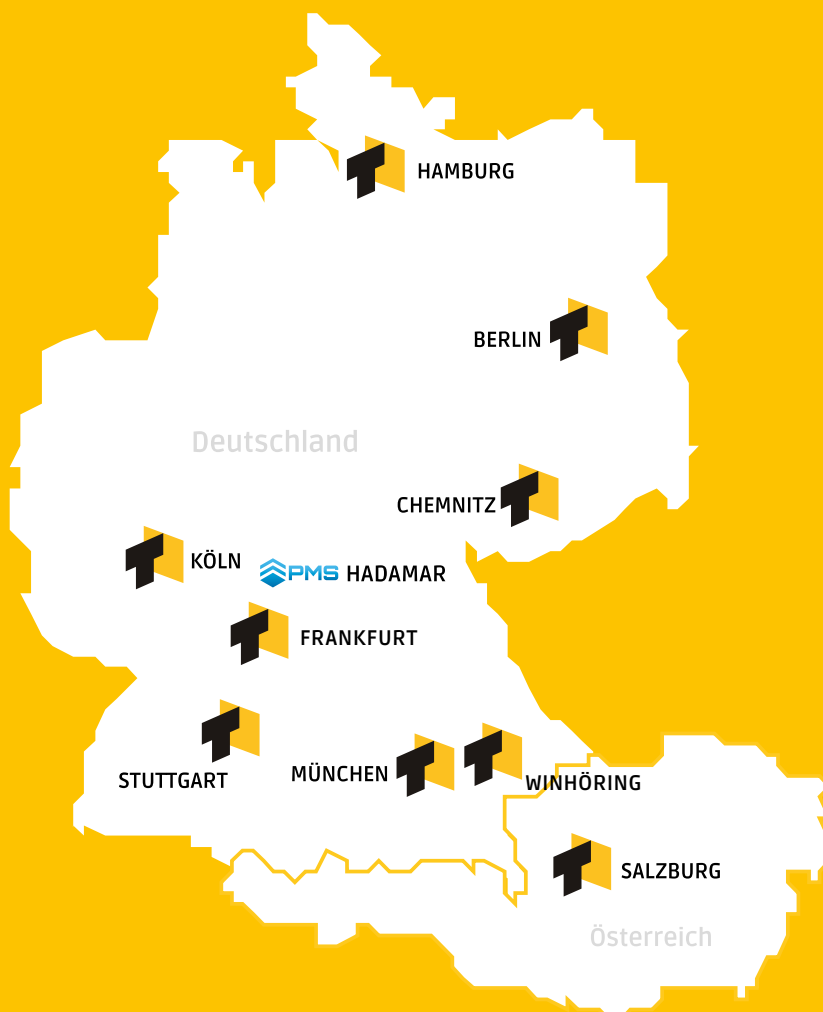 HAMBURG
BERLIN
Deutschland
CHEMNITZ
KÖLN
PMS HADAMAR
FRANKFURT
STUTTGART
MÜNCHEN
WINHÖRING
SALZBURG
Österreich